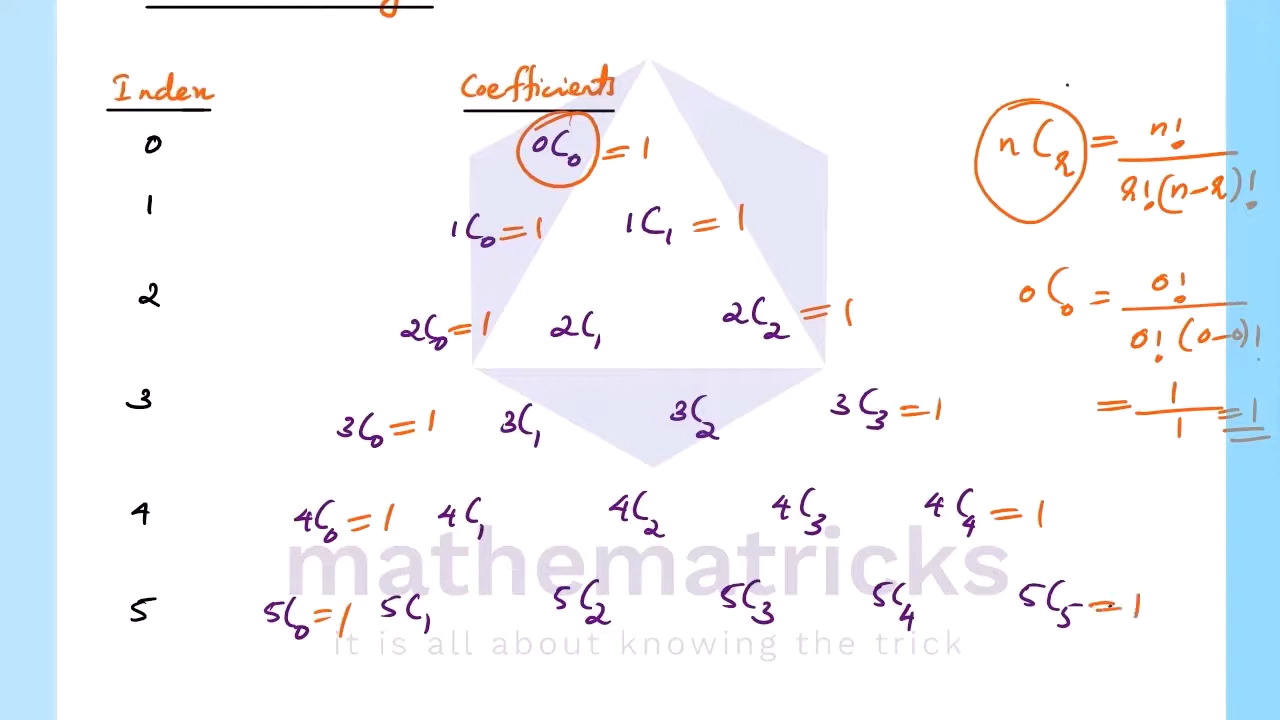 Index
Coefficients
0
0C₀ = 1
1
1C₀ = 1 1C₁ = 1
2
2C₀ = 1 2C₁ 2C₂ = 1
3
3C₀ = 1 3C₁ 3C₂ 3C₃ = 1
4
4C₀ = 1 4C₁ 4C₂ 4C₃ 4C₄ = 1
5
5C₀ = 1 5C₁ 5C₂ 5C₃ 5C₄ 5C₅ = 1
nCr = n! / r!(n-r)!
0C₀ = 0! / 0!(0-0)!
= 1/1 = 1
mathematricks
it is all about knowing the trick